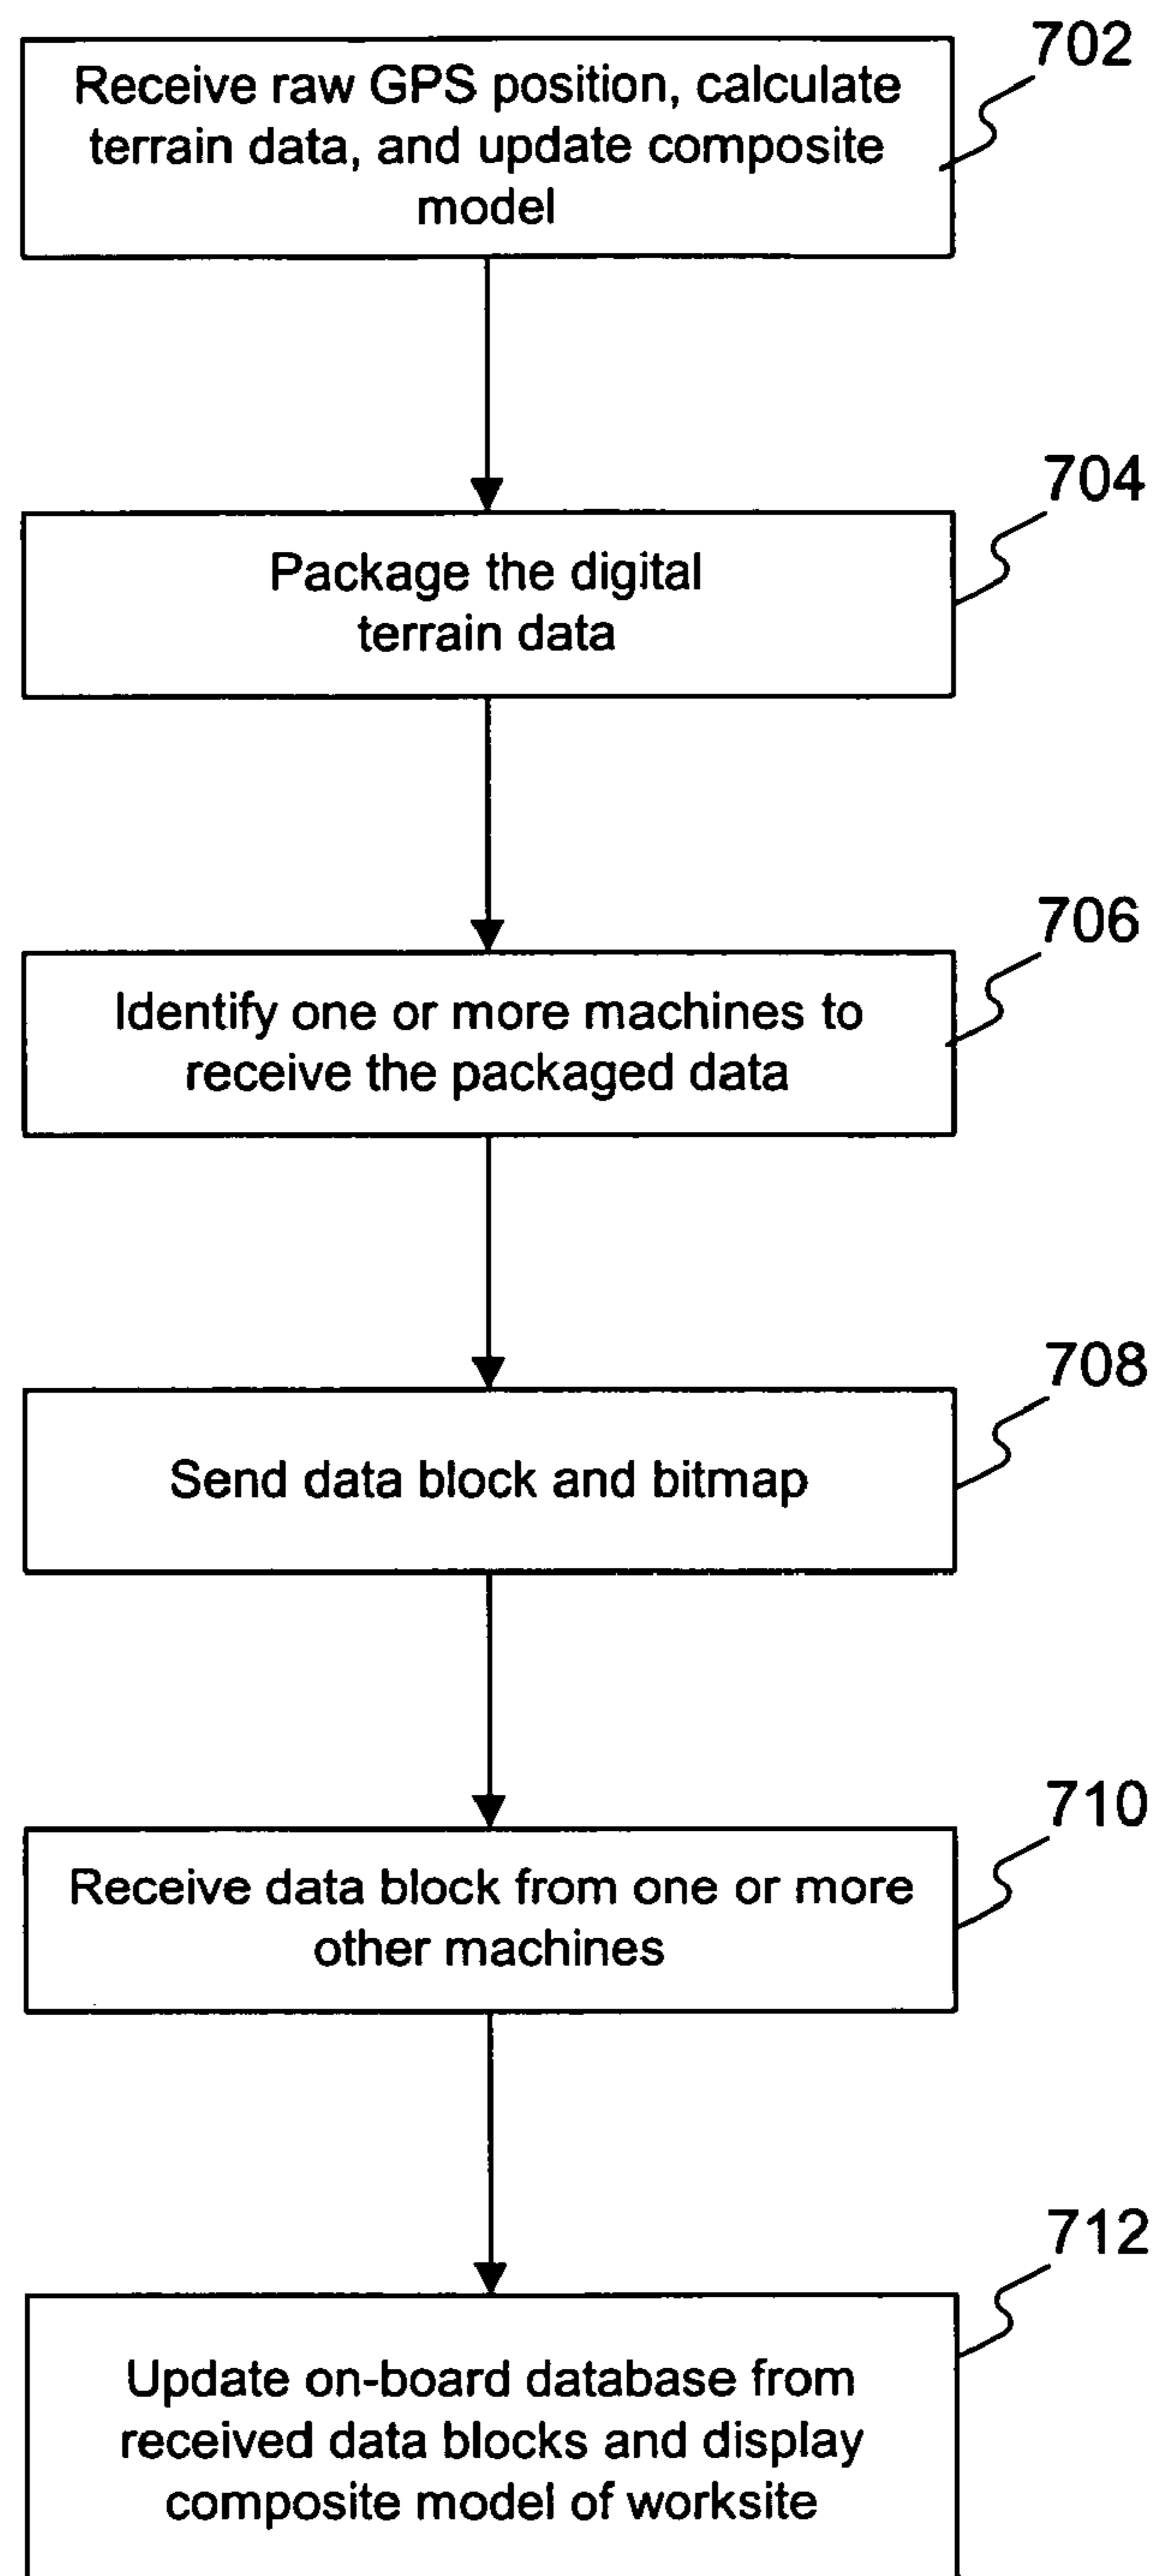 702
Receive raw GPS position, calculate
terrain data, and update composite
model
704
Package the digital
terrain data
706
Identify one or more machines to
receive the packaged data
708
Send data block and bitmap
710
Receive data block from one or more
other machines
712
Update on-board database from
received data blocks and display
composite model of worksite